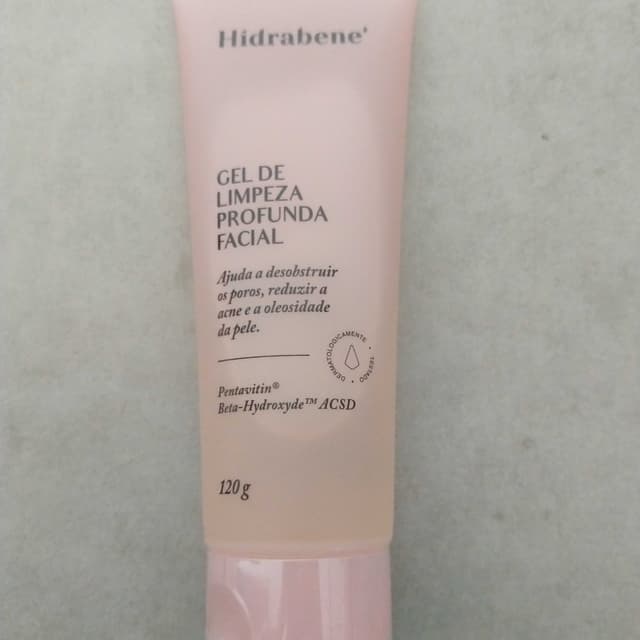 Hidrabene'
GEL DE
LIMPEZA
PROFUNDA
FACIAL
Ajuda a desobstruir
os poros, reduzir a
acne e a oleosidade
da pele.
DERMATOLOGICAMENTE • TESTADO •
Pentavitin®
Beta-Hydroxyde™ ACSD
120 g